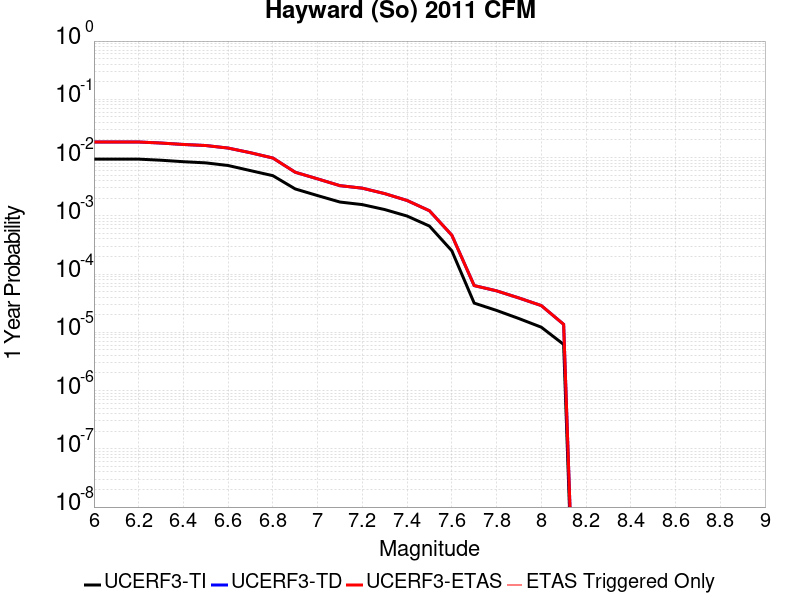 Hayward (So) 2011 CFM
10^0
10^-1
10^-2
10^-3
10^-4
10^-5
10^-6
10^-7
10^-8
1 Year Probability
6 6.2 6.4 6.6 6.8 7 7.2 7.4 7.6 7.8 8 8.2 8.4 8.6 8.8 9
Magnitude
UCERF3-TI UCERF3-TD UCERF3-ETAS ETAS Triggered Only